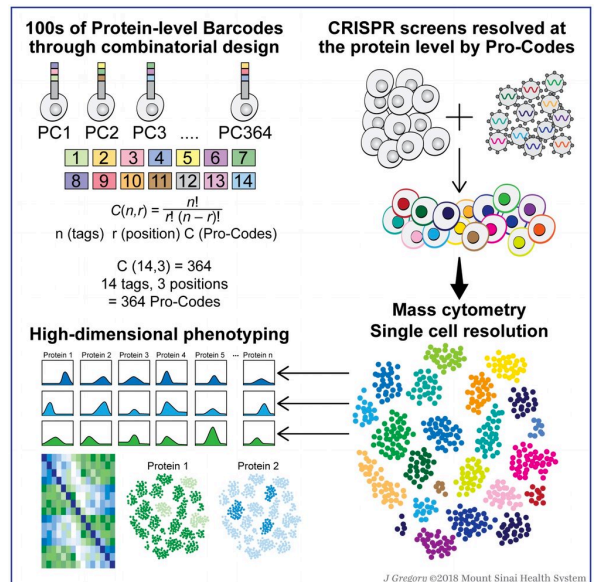 100s of Protein-level Barcodes
through combinatorial design
PC1 PC2 PC3 .... PC364
1 2 3 4 5 6 7
8 9 10 11 12 13 14
C(n,r) = n! / r! (n – r)!
n (tags) r (position) C (Pro-Codes)
C (14,3) = 364
14 tags, 3 positions
= 364 Pro-Codes
CRISPR screens resolved at
the protein level by Pro-Codes
+
Mass cytometry
Single cell resolution
High-dimensional phenotyping
Protein 1 Protein 2 Protein 3 Protein 4 Protein 5 ... Protein n
Protein 1 Protein 2
J Gregory ©2018 Mount Sinai Health System